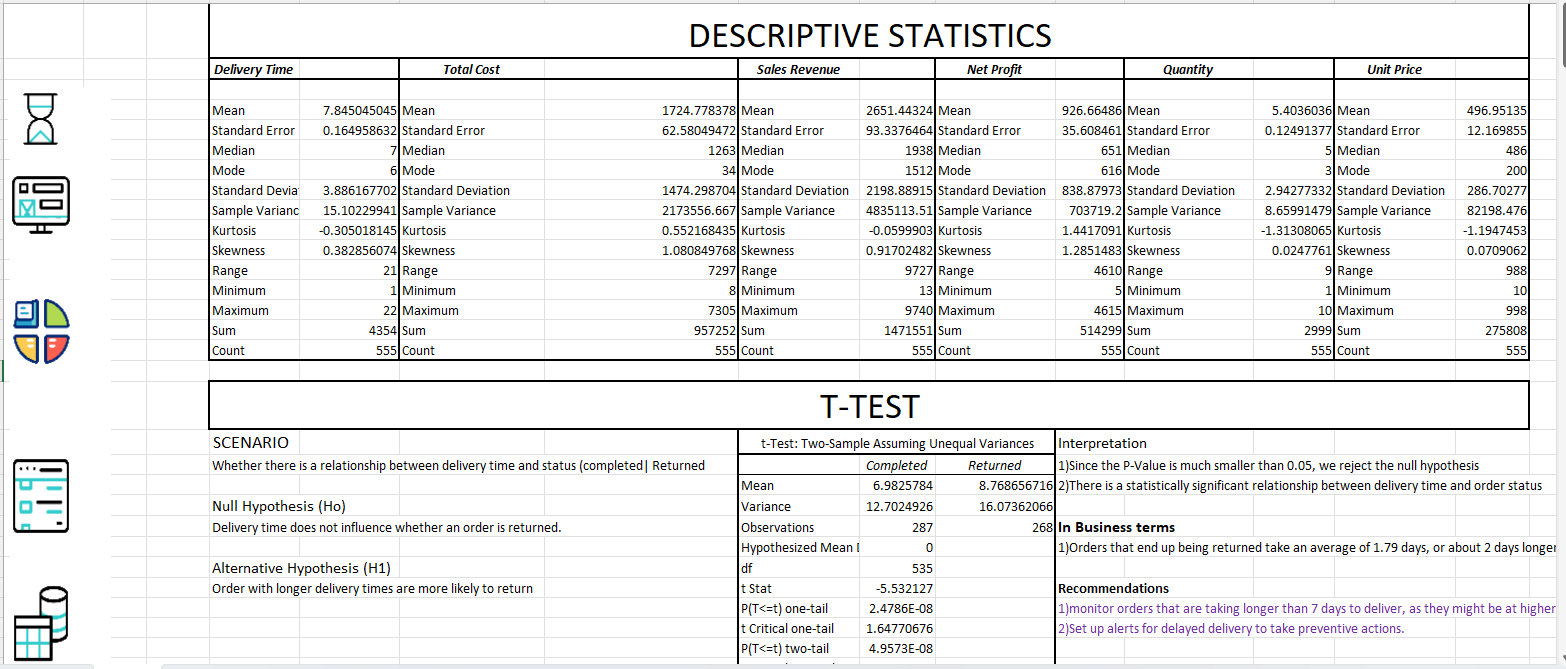 DESCRIPTIVE STATISTICS
Delivery Time Total Cost Sales Revenue Net Profit Quantity Unit Price
Mean 7.845045045 Mean 1724.778378 Mean 2651.44324 Mean 926.66486 Mean 5.4036036 Mean 496.95135
Standard Error 0.164958632 Standard Error 62.58049472 Standard Error 93.3376464 Standard Error 35.608461 Standard Error 0.12491377 Standard Error 12.169855
Median 7 Median 1263 Median 1938 Median 651 Median 5 Median 486
Mode 6 Mode 34 Mode 1512 Mode 616 Mode 3 Mode 200
Standard Devia 3.886167702 Standard Deviation 1474.298704 Standard Deviation 2198.88915 Standard Deviation 838.87973 Standard Deviation 2.94277332 Standard Deviation 286.70277
Sample Varianc 15.10229941 Sample Variance 2173556.667 Sample Variance 4835113.51 Sample Variance 703719.2 Sample Variance 8.65991479 Sample Variance 82198.476
Kurtosis -0.305018145 Kurtosis 0.552168435 Kurtosis -0.0599903 Kurtosis 1.4417091 Kurtosis -1.31308065 Kurtosis -1.1947453
Skewness 0.382856074 Skewness 1.080849768 Skewness 0.91702482 Skewness 1.2851483 Skewness 0.0247761 Skewness 0.0709062
Range 21 Range 7297 Range 9727 Range 4610 Range 9 Range 988
Minimum 1 Minimum 8 Minimum 13 Minimum 5 Minimum 1 Minimum 10
Maximum 22 Maximum 7305 Maximum 9740 Maximum 4615 Maximum 10 Maximum 998
Sum 4354 Sum 957252 Sum 1471551 Sum 514299 Sum 2999 Sum 275808
Count 555 Count 555 Count 555 Count 555 Count 555 Count 555
T-TEST
SCENARIO
Whether there is a relationship between delivery time and status (completed| Returned
Null Hypothesis (Ho)
Delivery time does not influence whether an order is returned.
Alternative Hypothesis (H1)
Order with longer delivery times are more likely to return
t-Test: Two-Sample Assuming Unequal Variances
Completed Returned
Mean 6.9825784 8.768656716
Variance 12.7024926 16.07362066
Observations 287 268
Hypothesized Mean 0
df 535
t Stat -5.532127
P(T<=t) one-tail 2.4786E-08
t Critical one-tail 1.64770676
P(T<=t) two-tail 4.9573E-08
Interpretation
1)Since the P-Value is much smaller than 0.05, we reject the null hypothesis
2)There is a statistically significant relationship between delivery time and order status
In Business terms
1)Orders that end up being returned take an average of 1.79 days, or about 2 days longer
Recommendations
1)monitor orders that are taking longer than 7 days to deliver, as they might be at higher
2)Set up alerts for delayed delivery to take preventive actions.